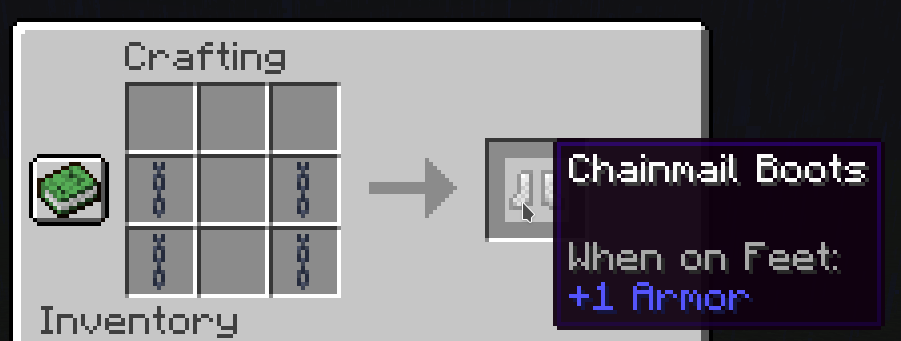 Crafting
Chainmail Boots
When on Feet:
+1 Armor
Inventory